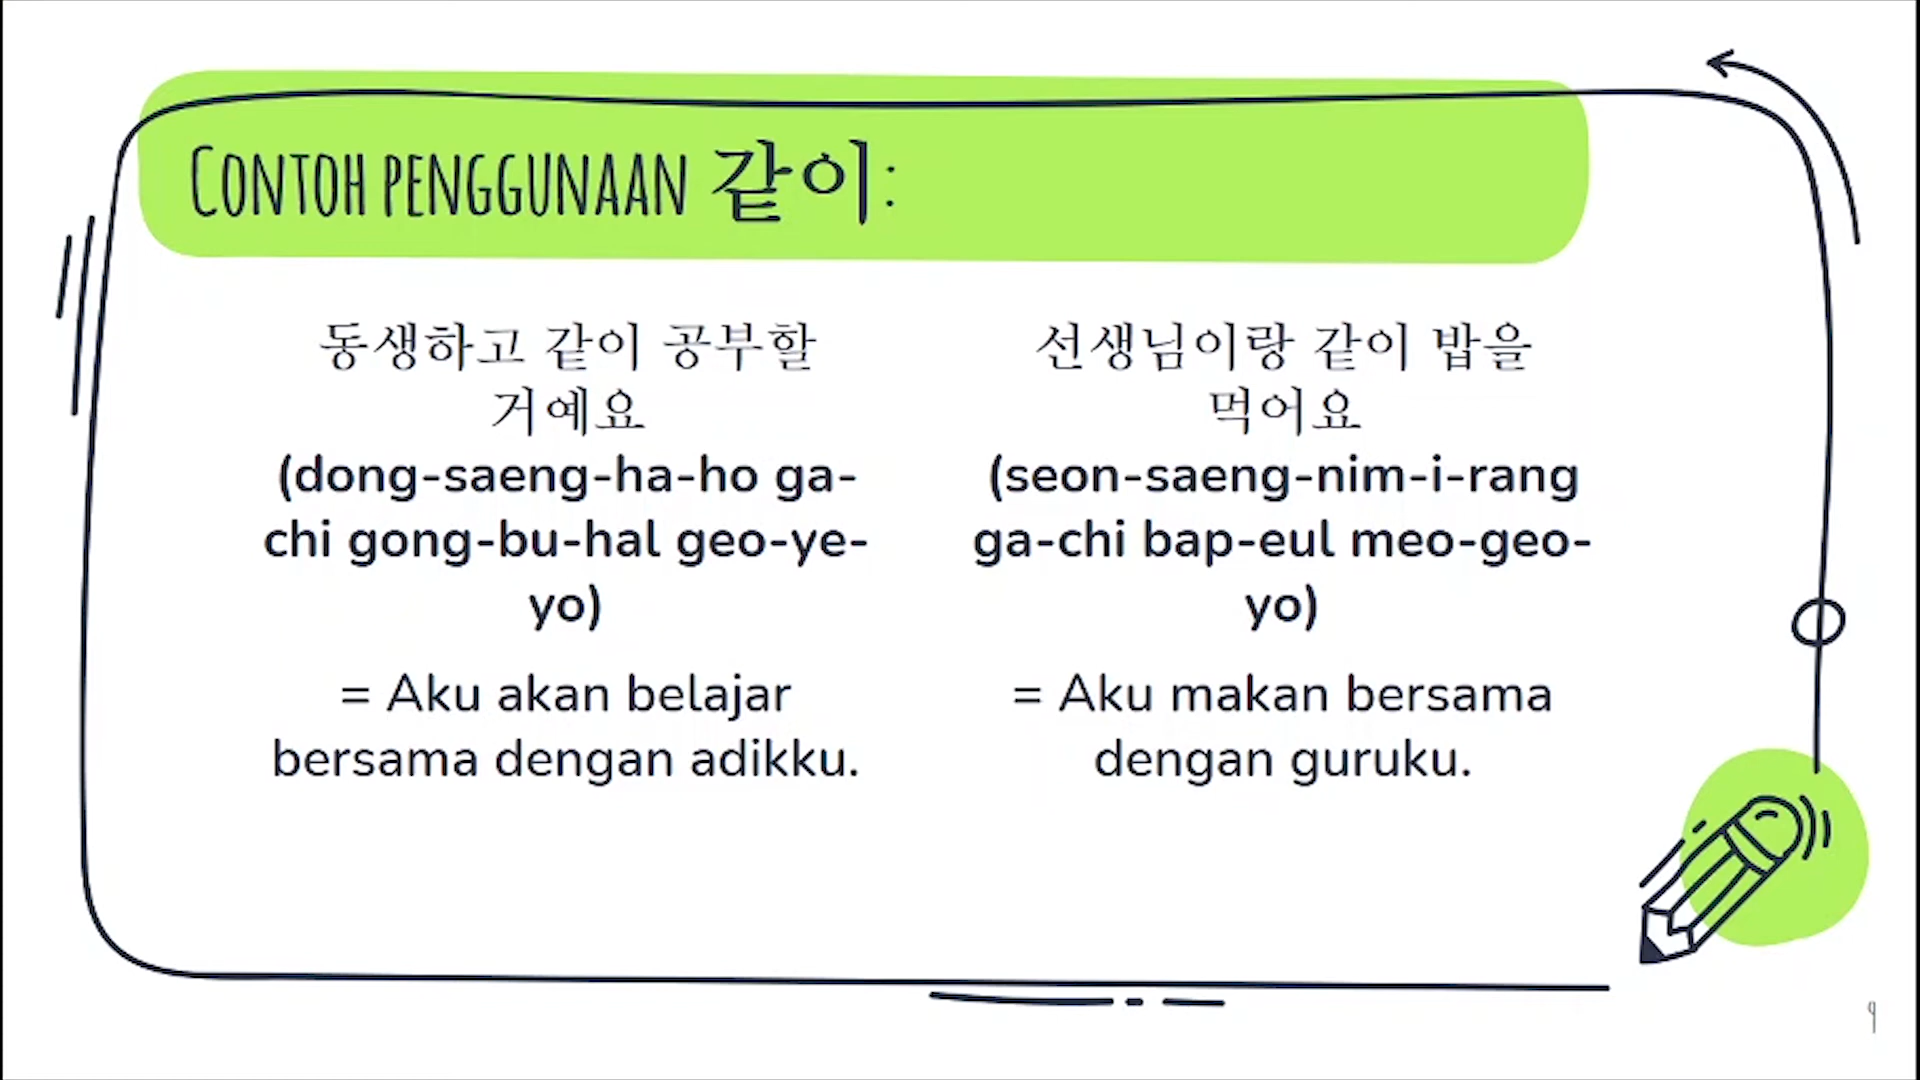 Contoh penggunaan 같이:
동생하고 같이 공부할
거예요
(dong-saeng-ha-ho ga-
chi gong-bu-hal geo-ye-
yo)
= Aku akan belajar
bersama dengan adikku.
선생님이랑 같이 밥을
먹어요
(seon-saeng-nim-i-rang
ga-chi bap-eul meo-geo-
yo)
= Aku makan bersama
dengan guruku.
9